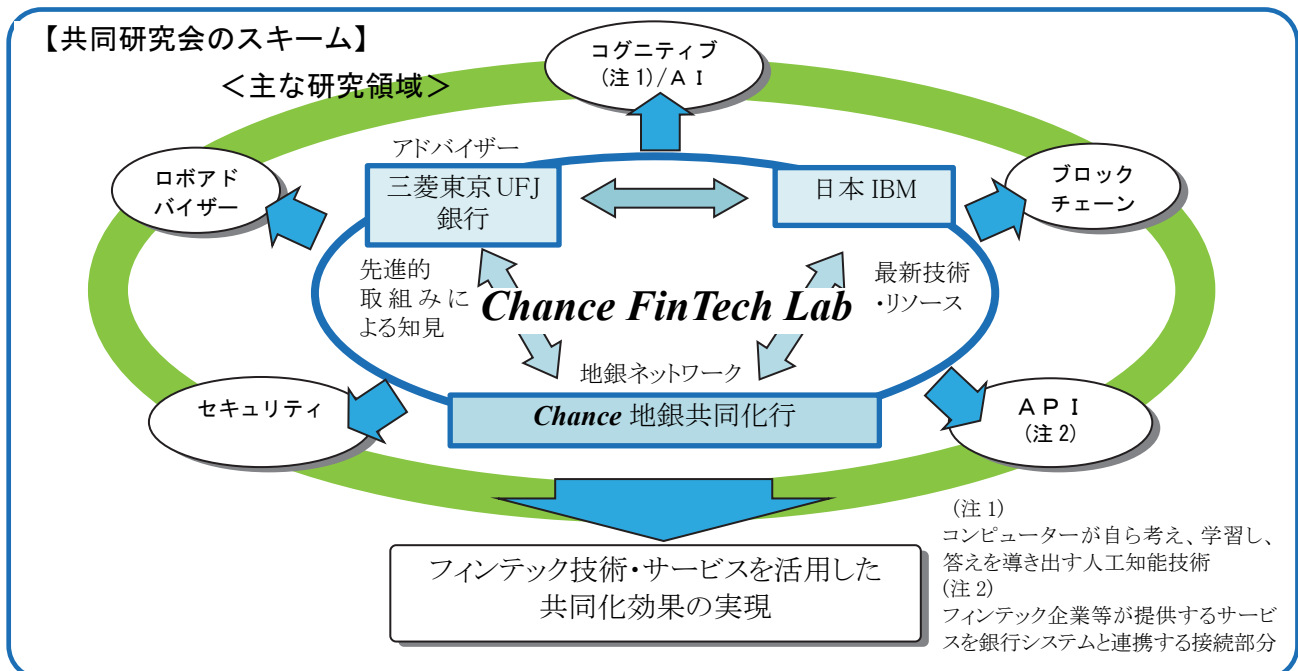 【共同研究会のスキーム】
＜主な研究領域＞
コグニティブ
(注1)/ＡＩ
ロボアド
バイザー
ブロック
チェーン
アドバイザー
三菱東京UFJ
銀行
日本IBM
先進的
取組みに
よる知見
Chance FinTech Lab
最新技術
・リソース
地銀ネットワーク
Chance 地銀共同化行
セキュリティ
ＡＰＩ
(注2)
フィンテック技術・サービスを活用した
共同化効果の実現
(注1)
コンピューターが自ら考え、学習し、
答えを導き出す人工知能技術
(注2)
フィンテック企業等が提供するサービ
スを銀行システムと連携する接続部分